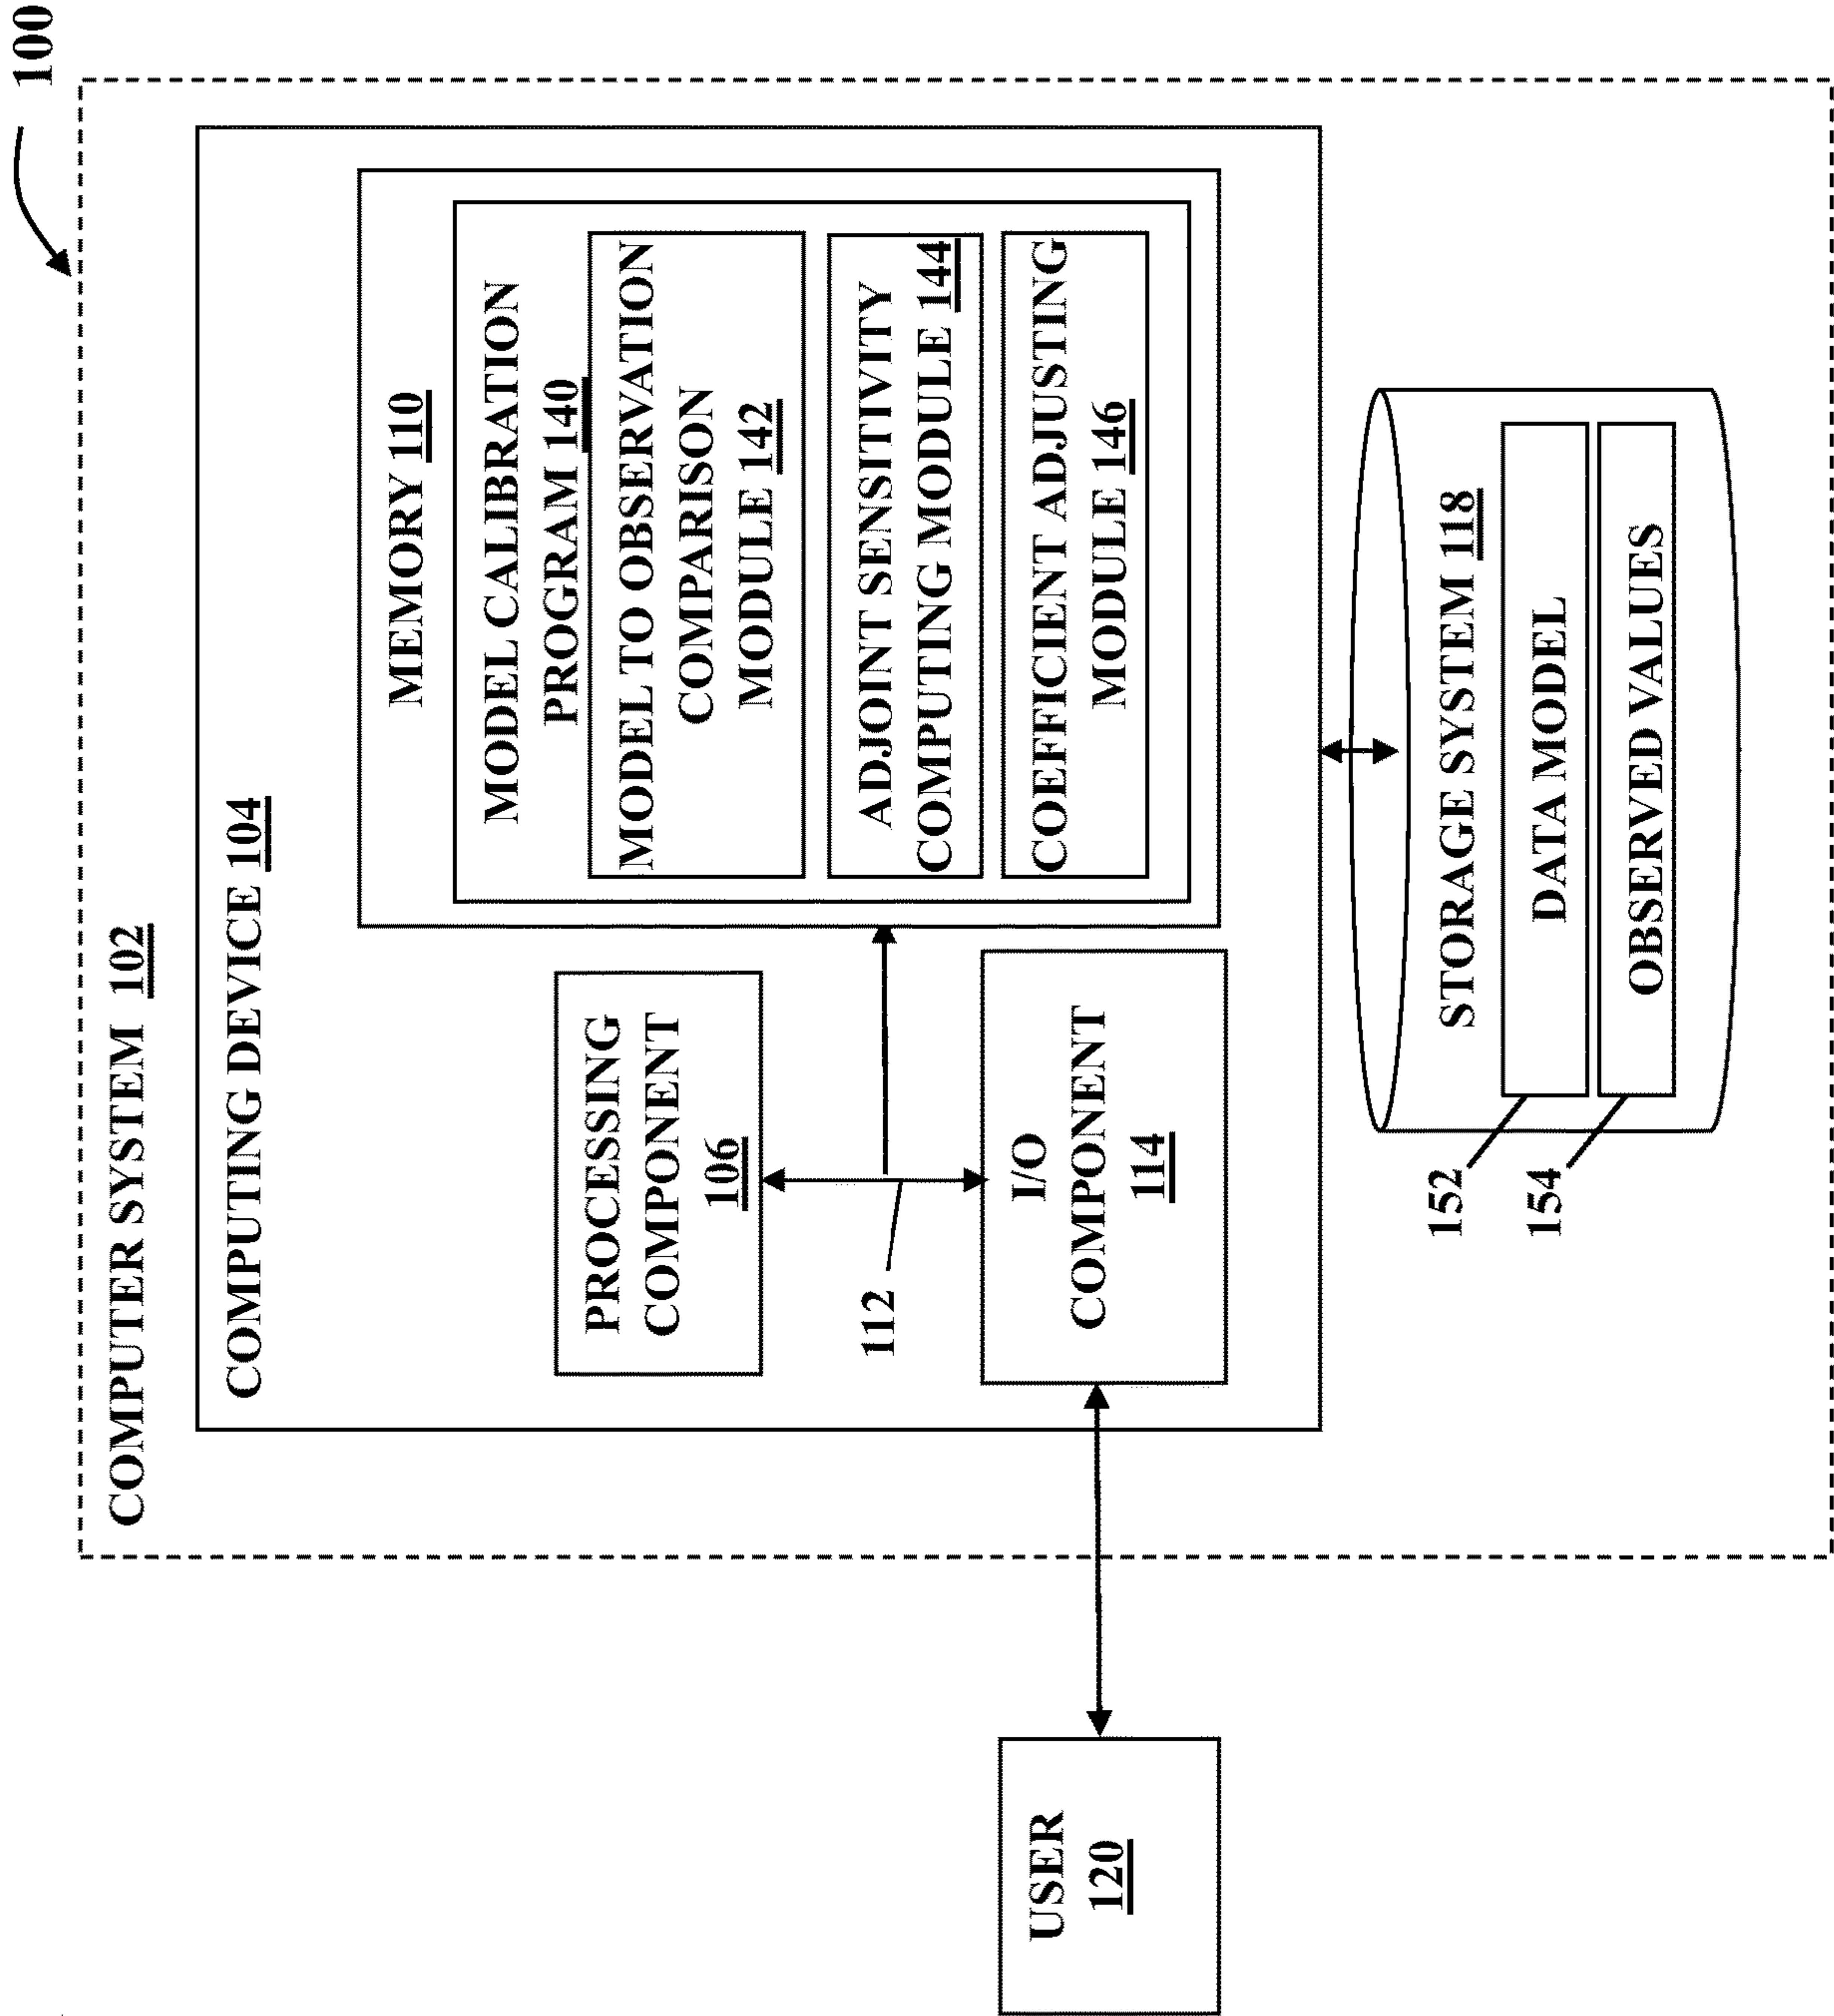 100
COMPUTER SYSTEM 102
COMPUTING DEVICE 104
MEMORY 110
MODEL CALIBRATION
PROGRAM 140
MODEL TO OBSERVATION
COMPARISON
MODULE 142
ADJOINT SENSITIVITY
COMPUTING MODULE 144
COEFFICIENT ADJUSTING
MODULE 146
PROCESSING
COMPONENT
106
112
I/O
COMPONENT
114
USER
120
STORAGE SYSTEM 118
152
DATA MODEL
154
OBSERVED VALUES